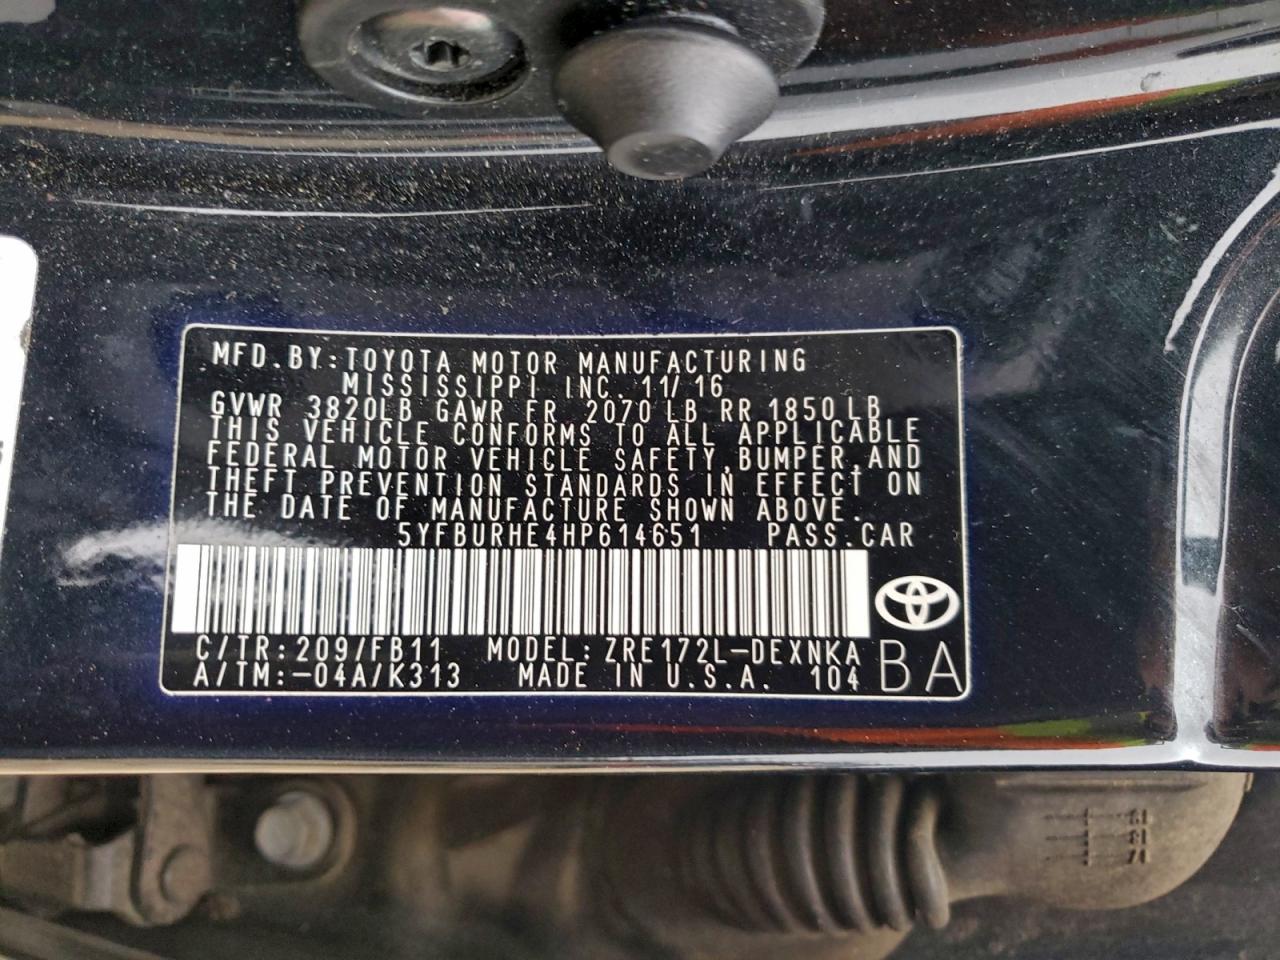 MFD.BY:TOYOTA MOTOR MANUFACTURING
MISSISSIPPI INC. 11/16
GVWR 3820LB GAWR FR 2070 LB RR 1850 LB
THIS VEHICLE CONFORMS TO ALL APPLICABLE
FEDERAL MOTOR VEHICLE SAFETY,BUMPER,AND
THEFT PREVENTION STANDARDS IN EFFECT ON
THE DATE OF MANUFACTURE SHOWN ABOVE.
5YFBURHE4HP614651 PASS.CAR
C/TR:209/FB11 MODEL:ZRE172L-DEXNKA
A/TM:-04A/K313 MADE IN U.S.A. 104
BA